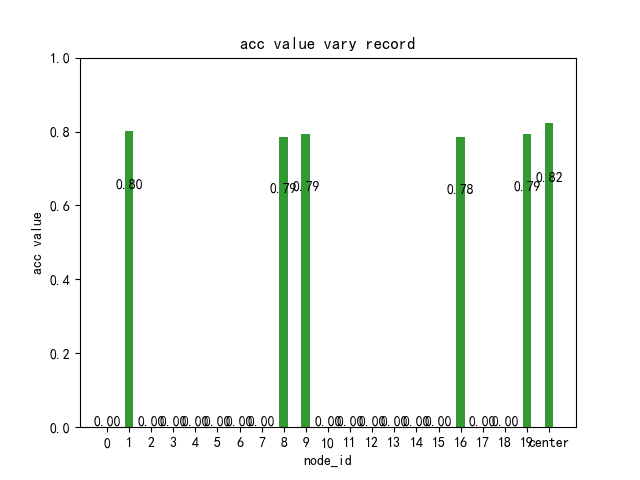 acc value vary record
1.0
0.8
0.6
0.4
0.2
0.0
acc value
0.00 0.80 0.00 0.00 0.00 0.00 0.00 0.00 0.79 0.79 0.00 0.00 0.00 0.00 0.00 0.00 0.78 0.00 0.00 0.79 0.82
0 1 2 3 4 5 6 7 8 9 10 11 12 13 14 15 16 17 18 19 center
node_id